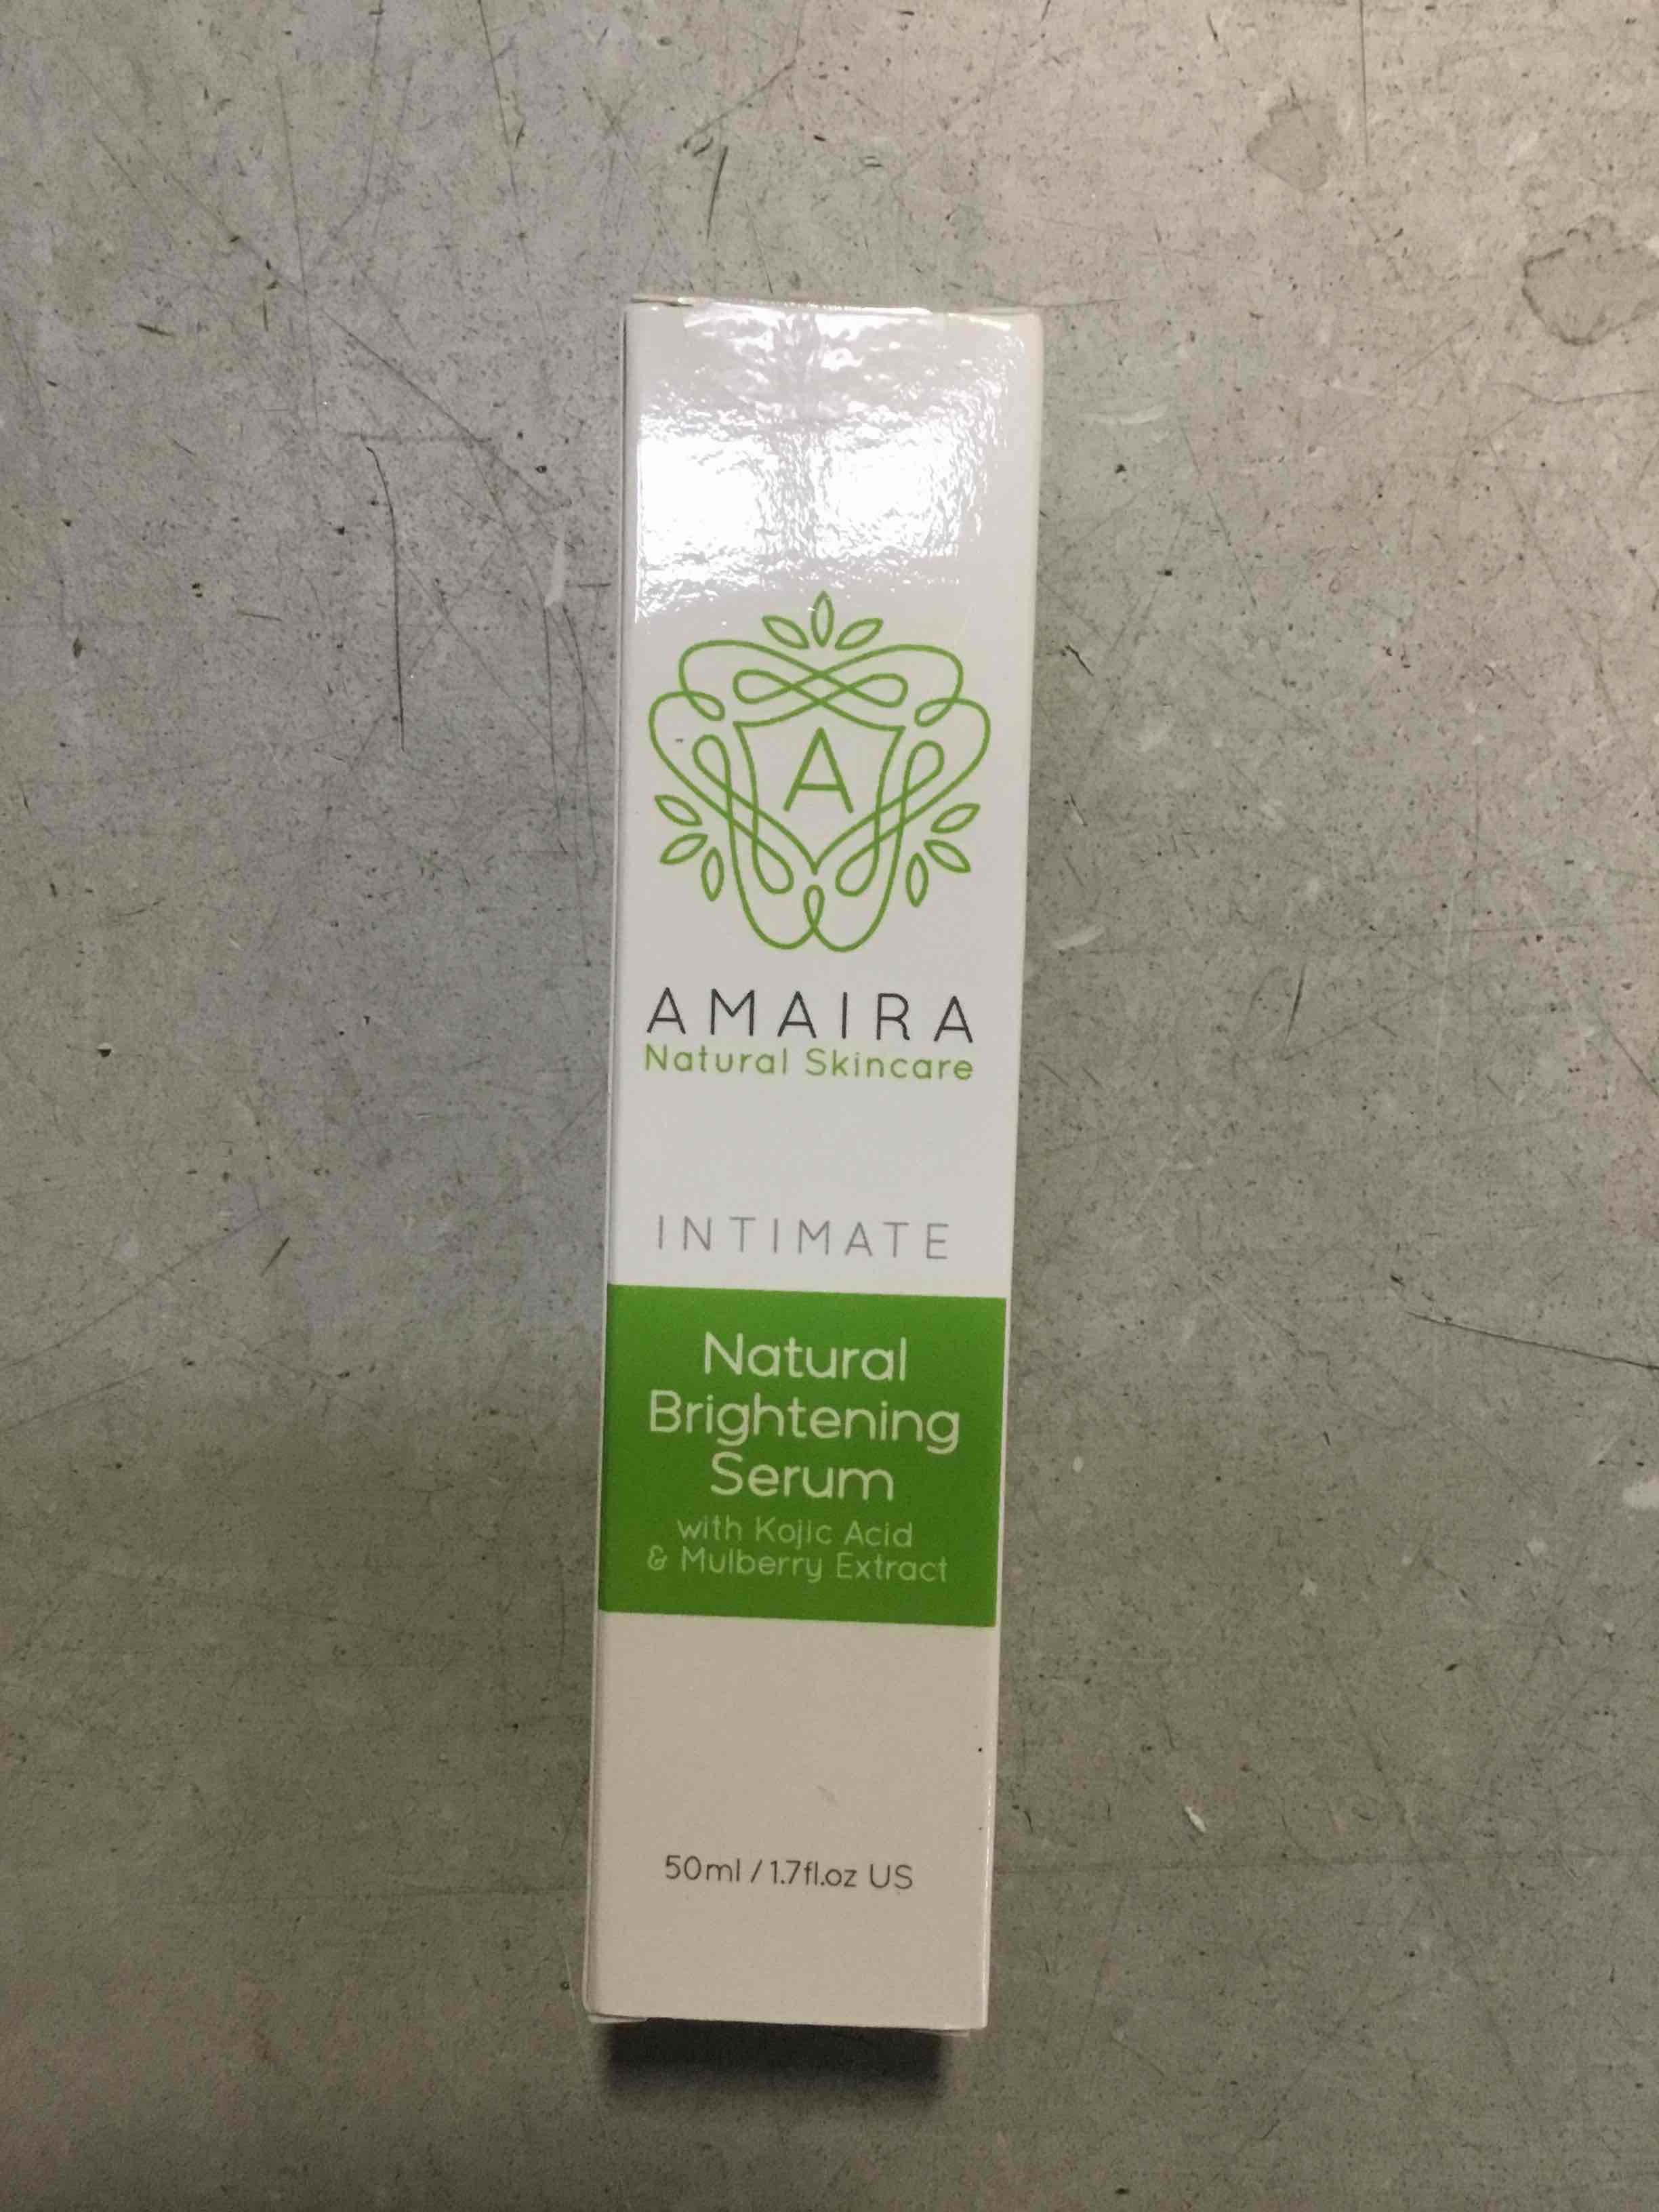 A
AMAIRA
Natural Skincare
INTIMATE
Natural
Brightening
Serum
with Kojic Acid
& Mulberry Extract
50ml / 1.7fl.oz US